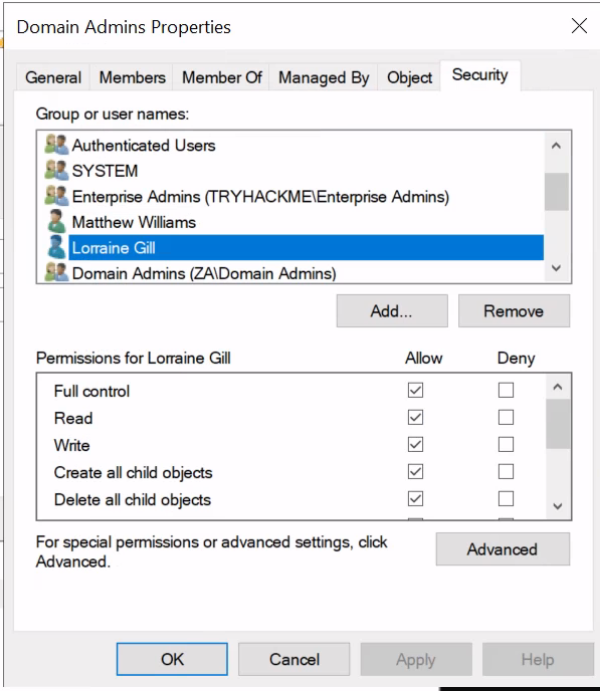 Domain Admins Properties
General Members Member Of Managed By Object Security
Group or user names:
Authenticated Users
SYSTEM
Enterprise Admins (TRYHACKME\Enterprise Admins)
Matthew Williams
Lorraine Gill
Domain Admins (ZA\Domain Admins)
Add... Remove
Permissions for Lorraine Gill Allow Deny
Full control
Read
Write
Create all child objects
Delete all child objects
For special permissions or advanced settings, click
Advanced.
Advanced
OK Cancel Apply Help